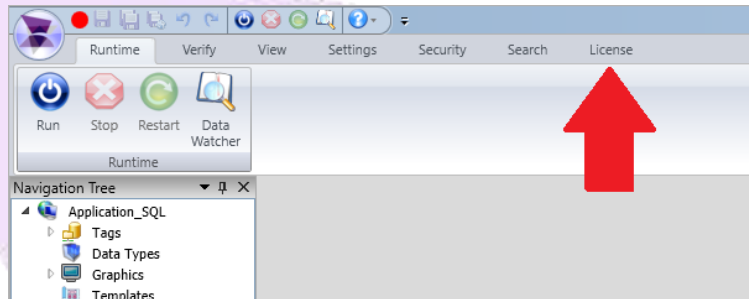 Runtime Verify View Settings Security Search License
Run Stop Restart Data
Watcher
Runtime
Navigation Tree
Application_SQL
Tags
Data Types
Graphics
Templates